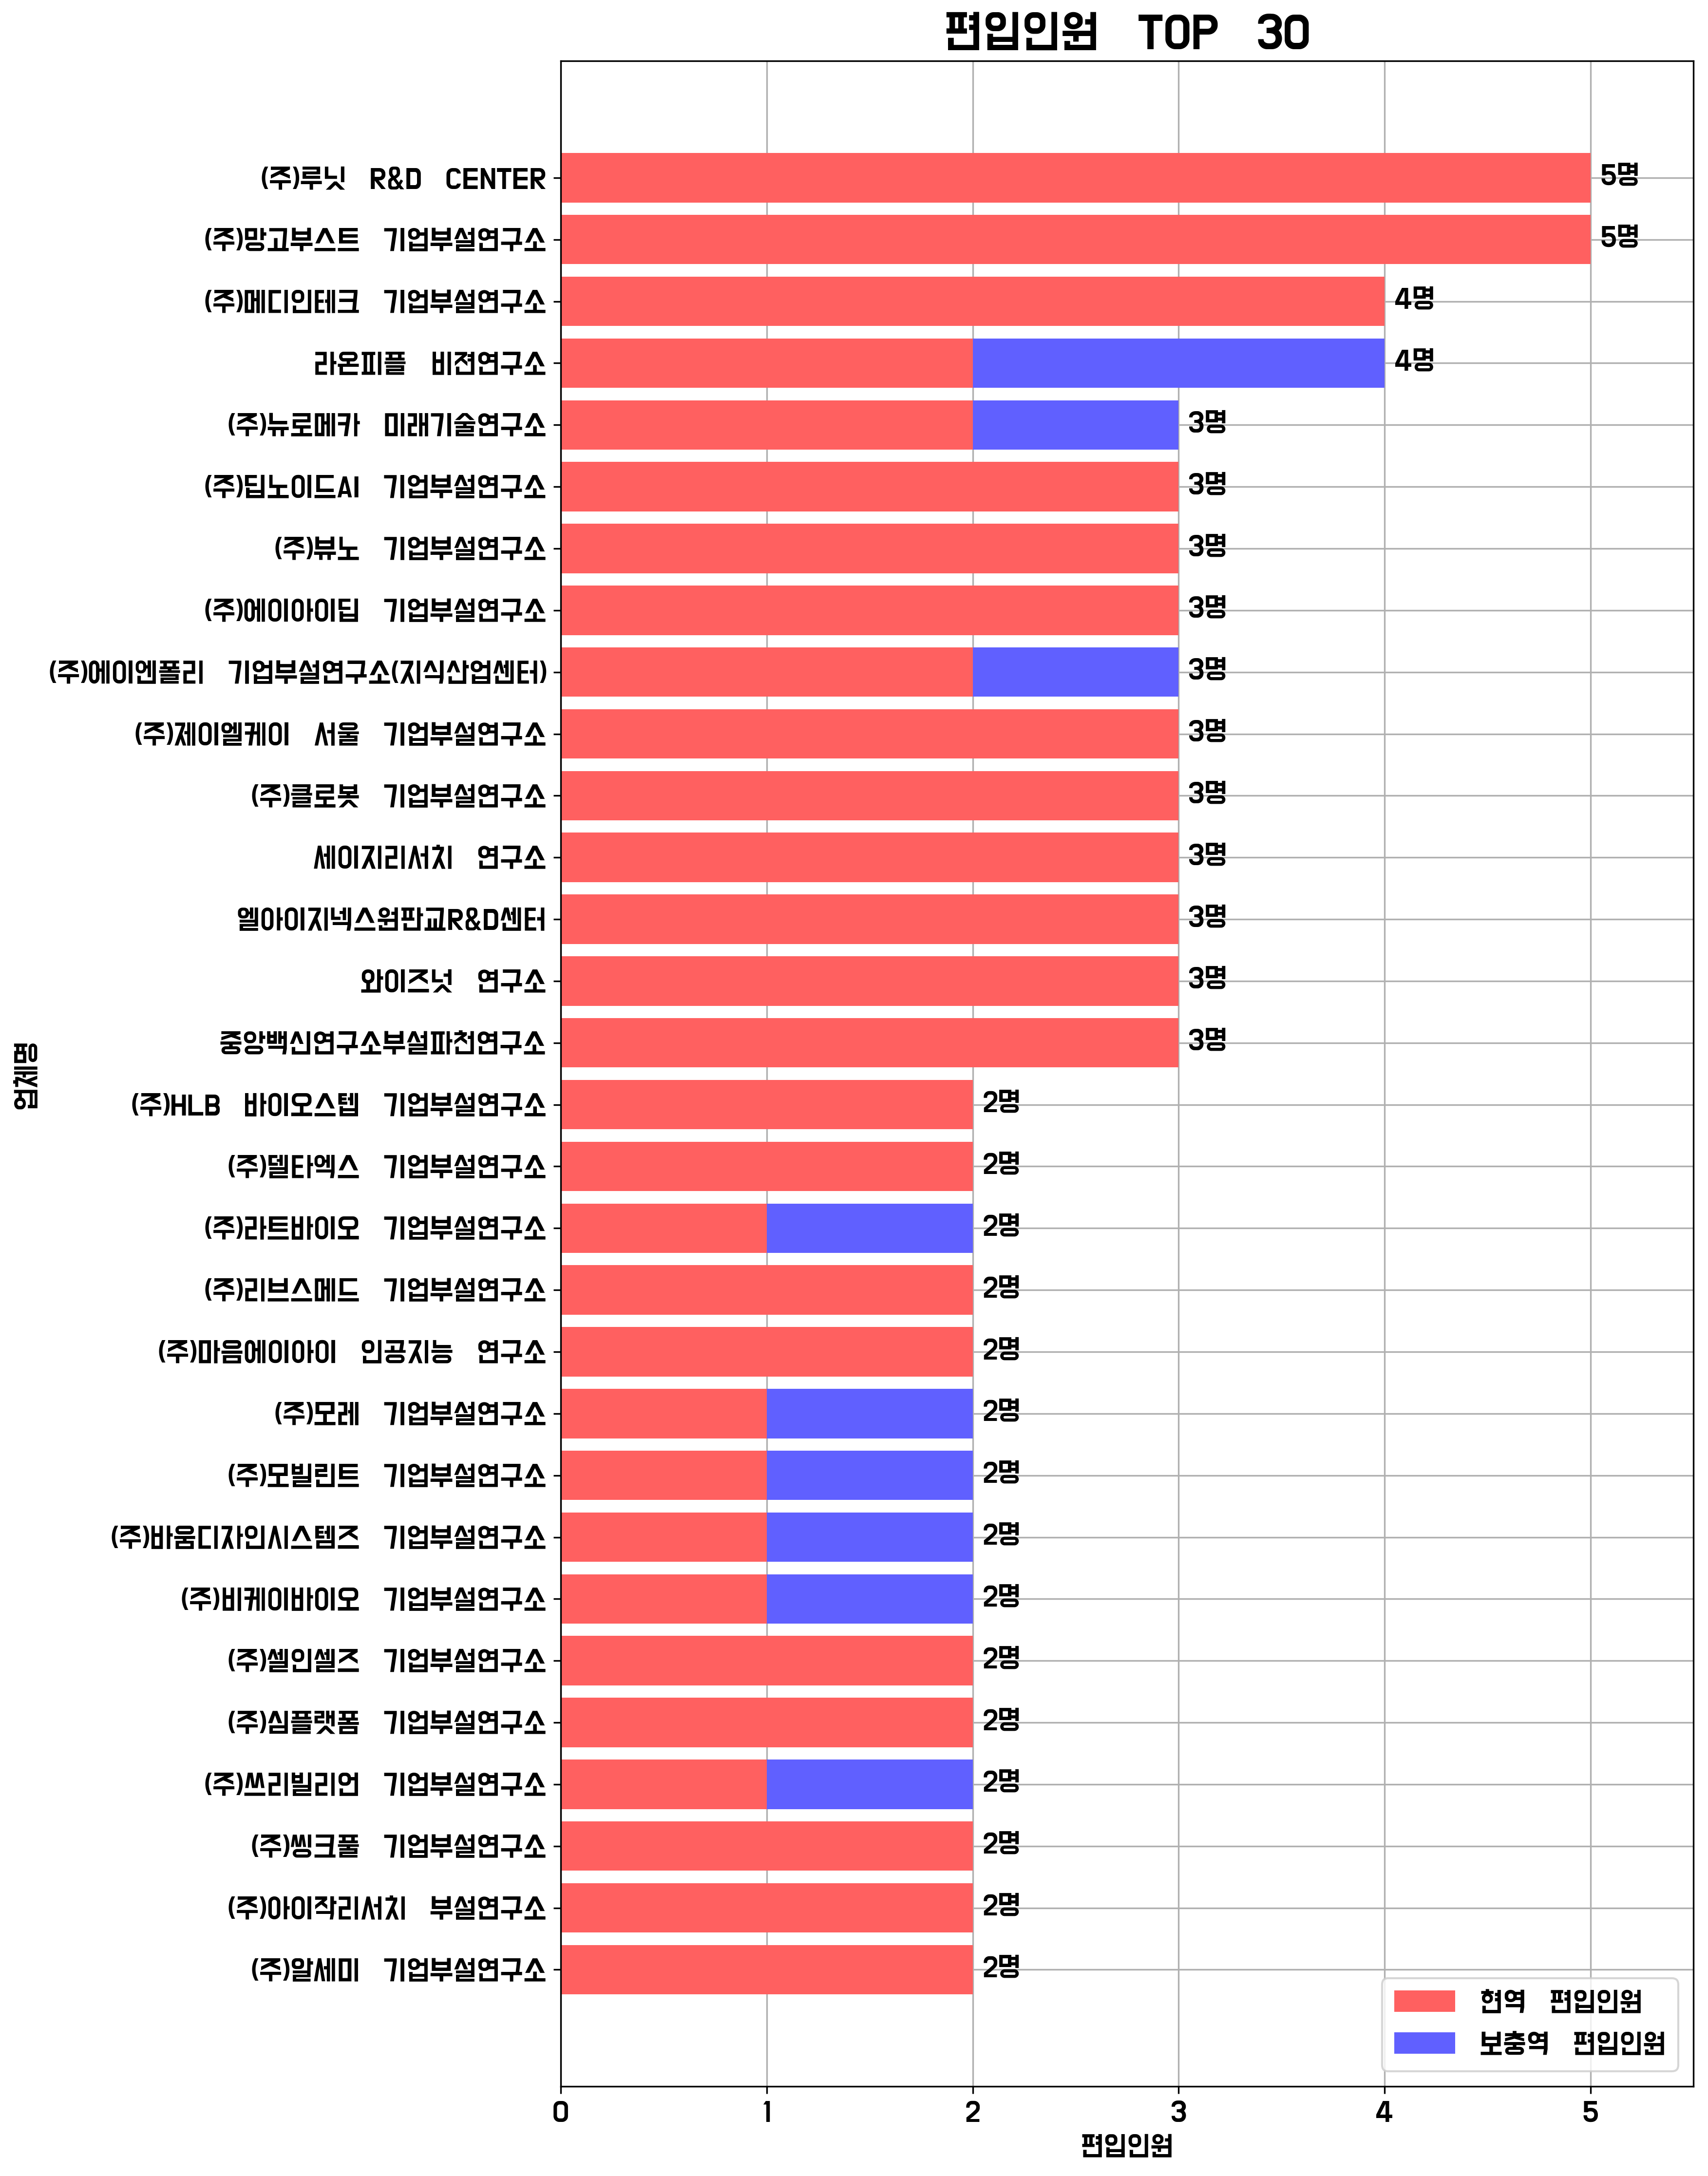 편입인원 TOP 30
(주)루닛 R&D CENTER 5명
(주)망고부스트 기업부설연구소 5명
(주)메디인테크 기업부설연구소 4명
라온피플 비젼연구소 4명
(주)뉴로메카 미래기술연구소 3명
(주)딥노이드AI 기업부설연구소 3명
(주)뷰노 기업부설연구소 3명
(주)에이아이딥 기업부설연구소 3명
(주)에이엔폴리 기업부설연구소(지식산업센터) 3명
(주)제이엘케이 서울 기업부설연구소 3명
(주)클로봇 기업부설연구소 3명
세이지리서치 연구소 3명
엘아이지넥스원판교R&D센터 3명
와이즈넛 연구소 3명
중앙백신연구소부설파천연구소 3명
(주)HLB 바이오스텝 기업부설연구소 2명
(주)델타엑스 기업부설연구소 2명
(주)라트바이오 기업부설연구소 2명
(주)리브스메드 기업부설연구소 2명
(주)마음에이아이 인공지능 연구소 2명
(주)모레 기업부설연구소 2명
(주)모빌린트 기업부설연구소 2명
(주)바움디자인시스템즈 기업부설연구소 2명
(주)비케이바이오 기업부설연구소 2명
(주)셀인셀즈 기업부설연구소 2명
(주)심플랫폼 기업부설연구소 2명
(주)쓰리빌리언 기업부설연구소 2명
(주)씽크풀 기업부설연구소 2명
(주)아이작리서치 부설연구소 2명
(주)알세미 기업부설연구소 2명
업체명
현역 편입인원
보충역 편입인원
0 1 2 3 4 5
편입인원